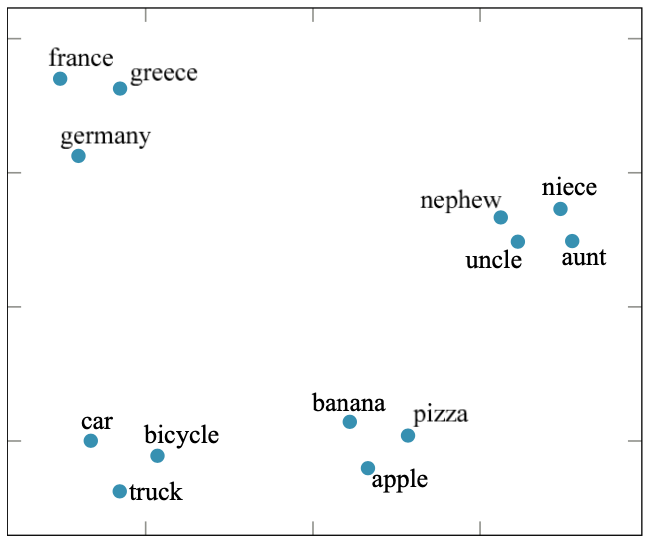 france
greece
germany
niece
nephew
uncle
aunt
banana
pizza
car
bicycle
apple
truck